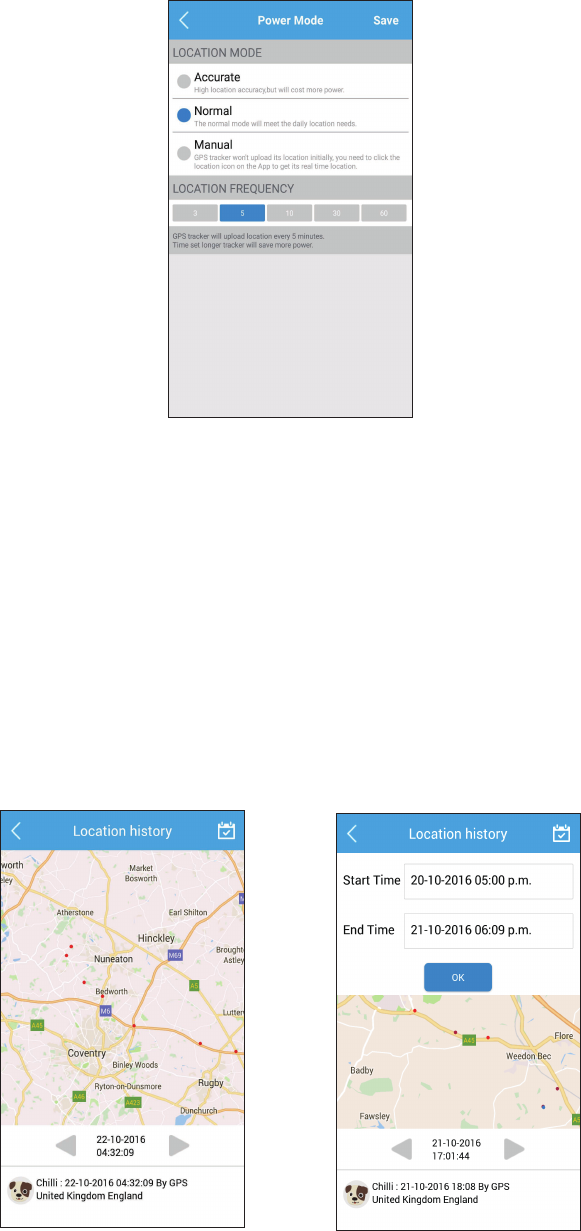 Power Mode Save
LOCATION MODE
Accurate
High location accuracy,but will cost more power.
Normal
The normal mode will meet the daily location needs.
Manual
GPS tracker won't upload its location initially, you need to click the
location icon on the App to get its real time location.
LOCATION FREQUENCY
3 5 10 30 60
GPS tracker will upload location every 5 minutes.
Time set longer tracker will save more power.
Location history
worth
eley
Market
Bosworth
Atherstone
Earl Shilton
Hinckley
M69
Brought
Astley
Nuneaton
A5
Bedworth
M6
Lutter
A45
Coventry
Binley Woods
Ryton-on-Dunsmore
Rugby
A46
A423
Dunchurch
22-10-2016
04:32:09
Chilli : 22-10-2016 04:32:09 By GPS
United Kingdom England
Location history
Start Time 20-10-2016 05:00 p.m.
End Time 21-10-2016 06:09 p.m.
OK
A45
Flore
Weedon Bec
Badby
Fawsley
A5
21-10-2016
17:01:44
Chilli : 21-10-2016 18:08 By GPS
United Kingdom England